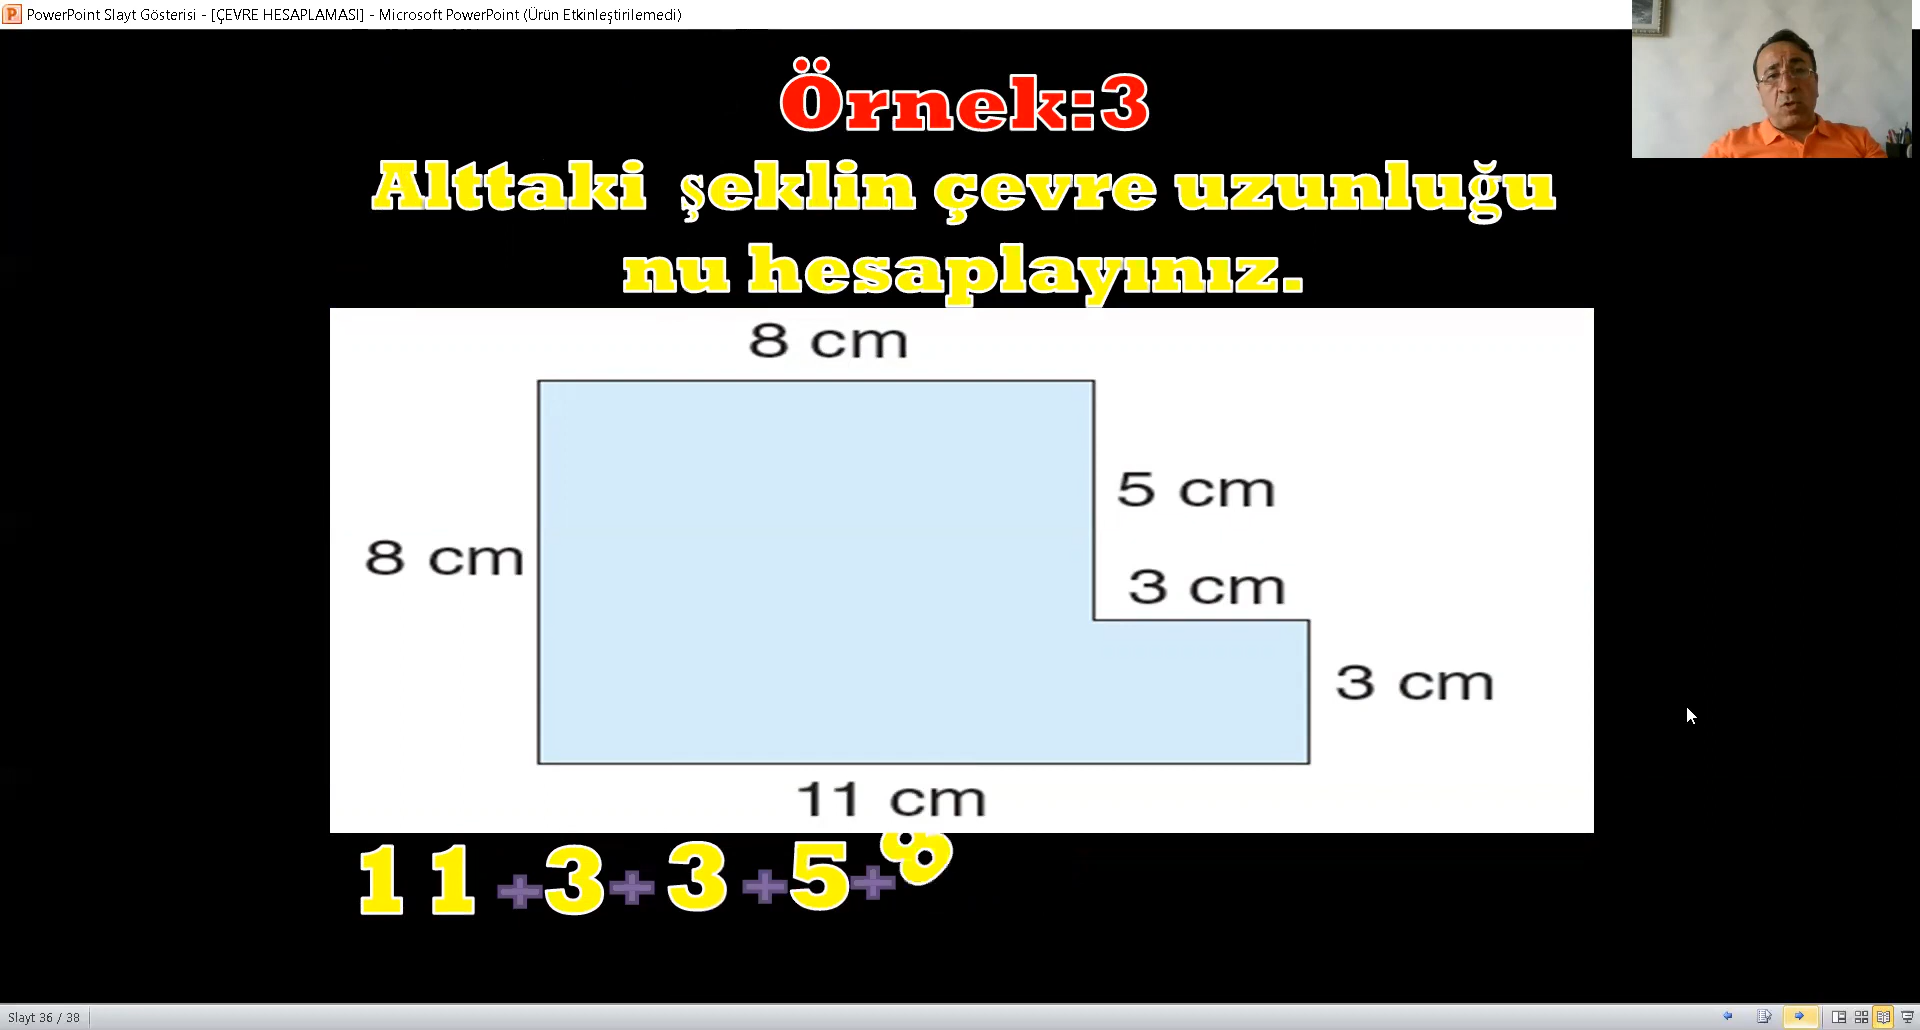 PowerPoint Slayt Gösterisi - [ÇEVRE HESAPLAMASI] - Microsoft PowerPoint (Ürün Etkinleştirilemedi)
Örnek:3
Alttaki şeklin çevre uzunluğu
nu hesaplayınız.
8 cm
5 cm
8 cm
3 cm
3 cm
11 cm
11+3+3+5+8
Slayt 36 / 38